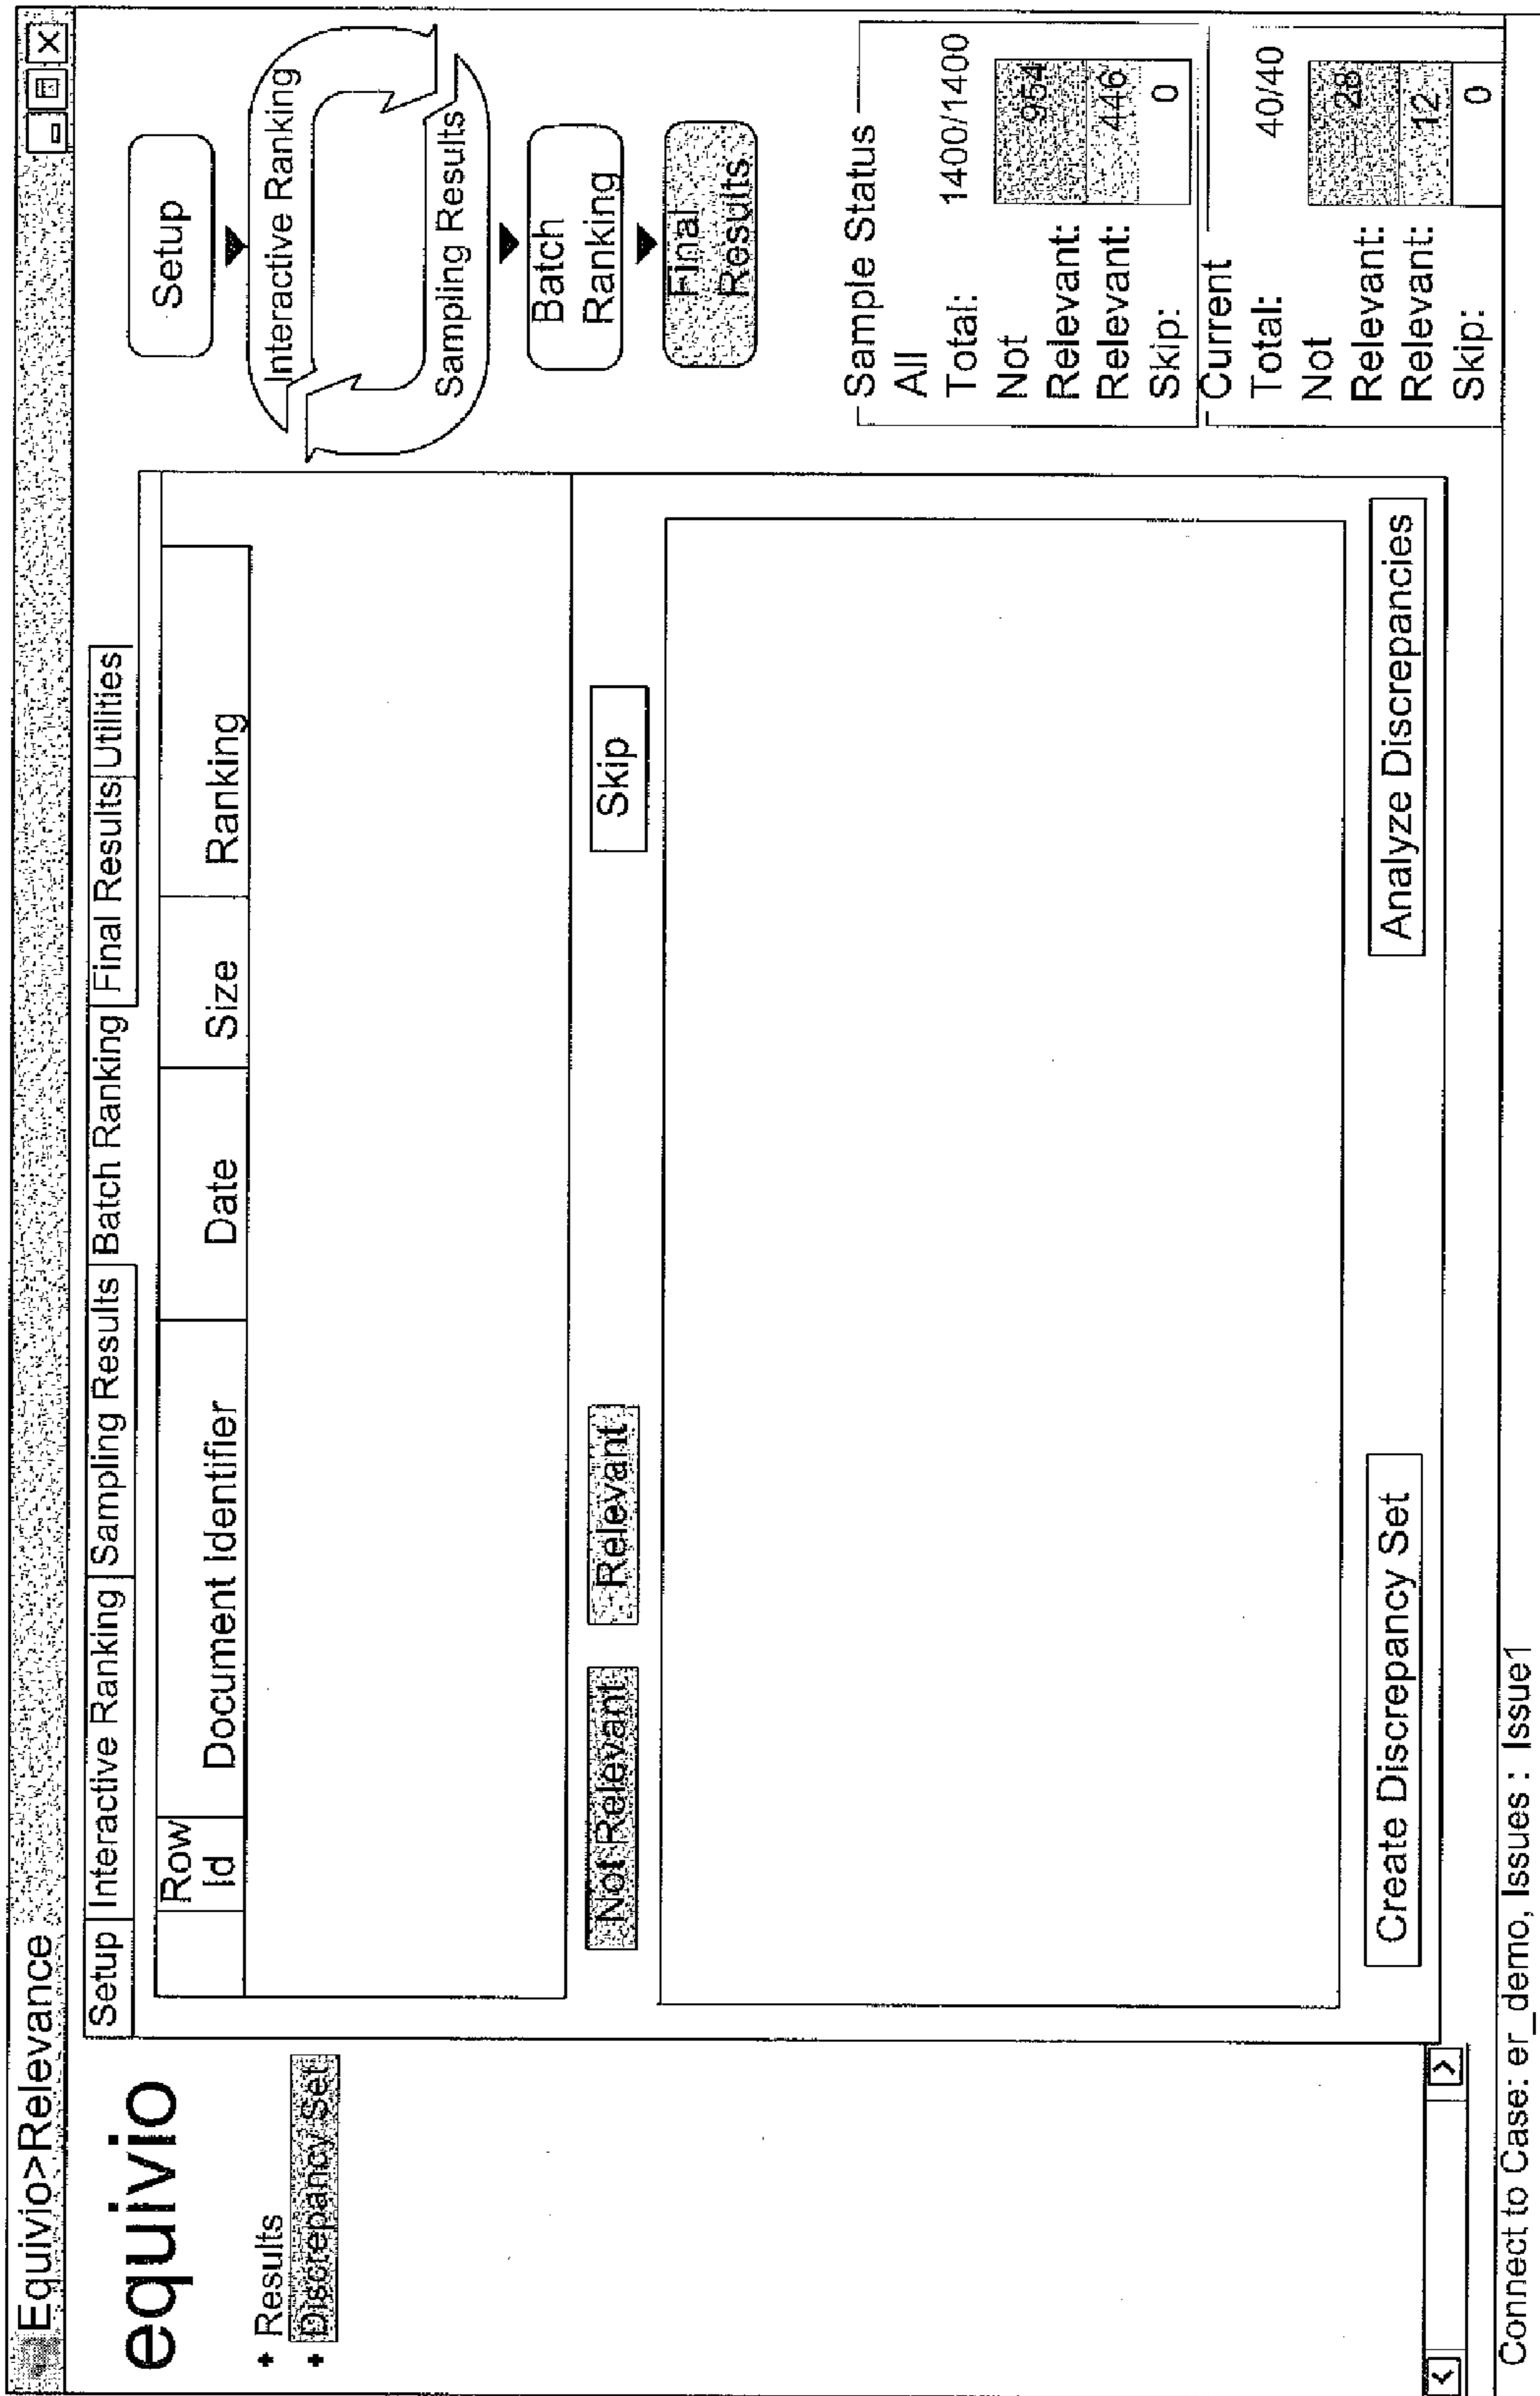 Equivio>Relevance
equivio
Results
Discrepancy Set
Setup Interactive Ranking Sampling Results Batch Ranking Final Results Utilities
Row
Id
Document Identifier Date Size Ranking
Not Relevant Relevant Skip
Create Discrepancy Set Analyze Discrepancies
Setup
Interactive Ranking
Sampling Results
Batch
Ranking
Final
Results
Sample Status
All
Total: 1400/1400
Not
Relevant: 954
Relevant: 446
Skip: 0
Current
Total: 40/40
Not
Relevant: 28
Relevant: 12
Skip: 0
Connect to Case: er_demo, Issues : Issue1